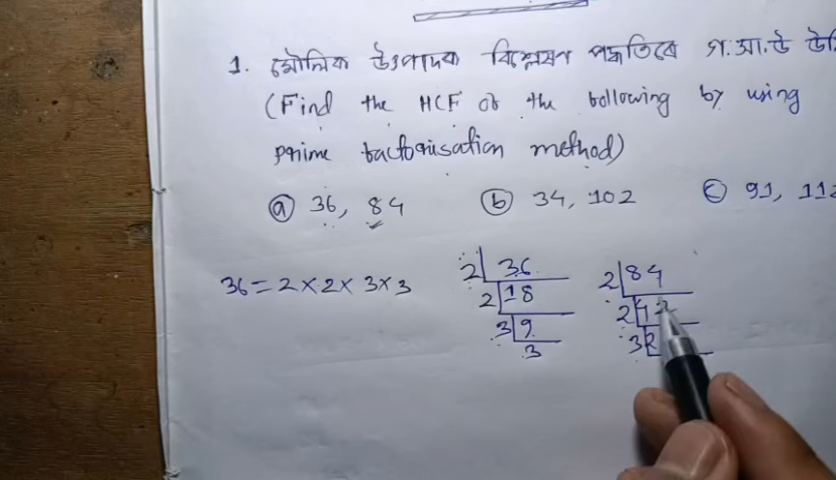 1. মৌলিক উৎপাদক বিশ্লেষণ পদ্ধতিৰে গ.সা.উ
(Find the HCF of the following by using
prime factorisation method)
ⓐ 36, 84 ⓑ 34, 102 ⓒ 91, 112
36 = 2 × 2 × 3 × 3
2 36
2 18
3 9
3
2 84
2 42
3 2